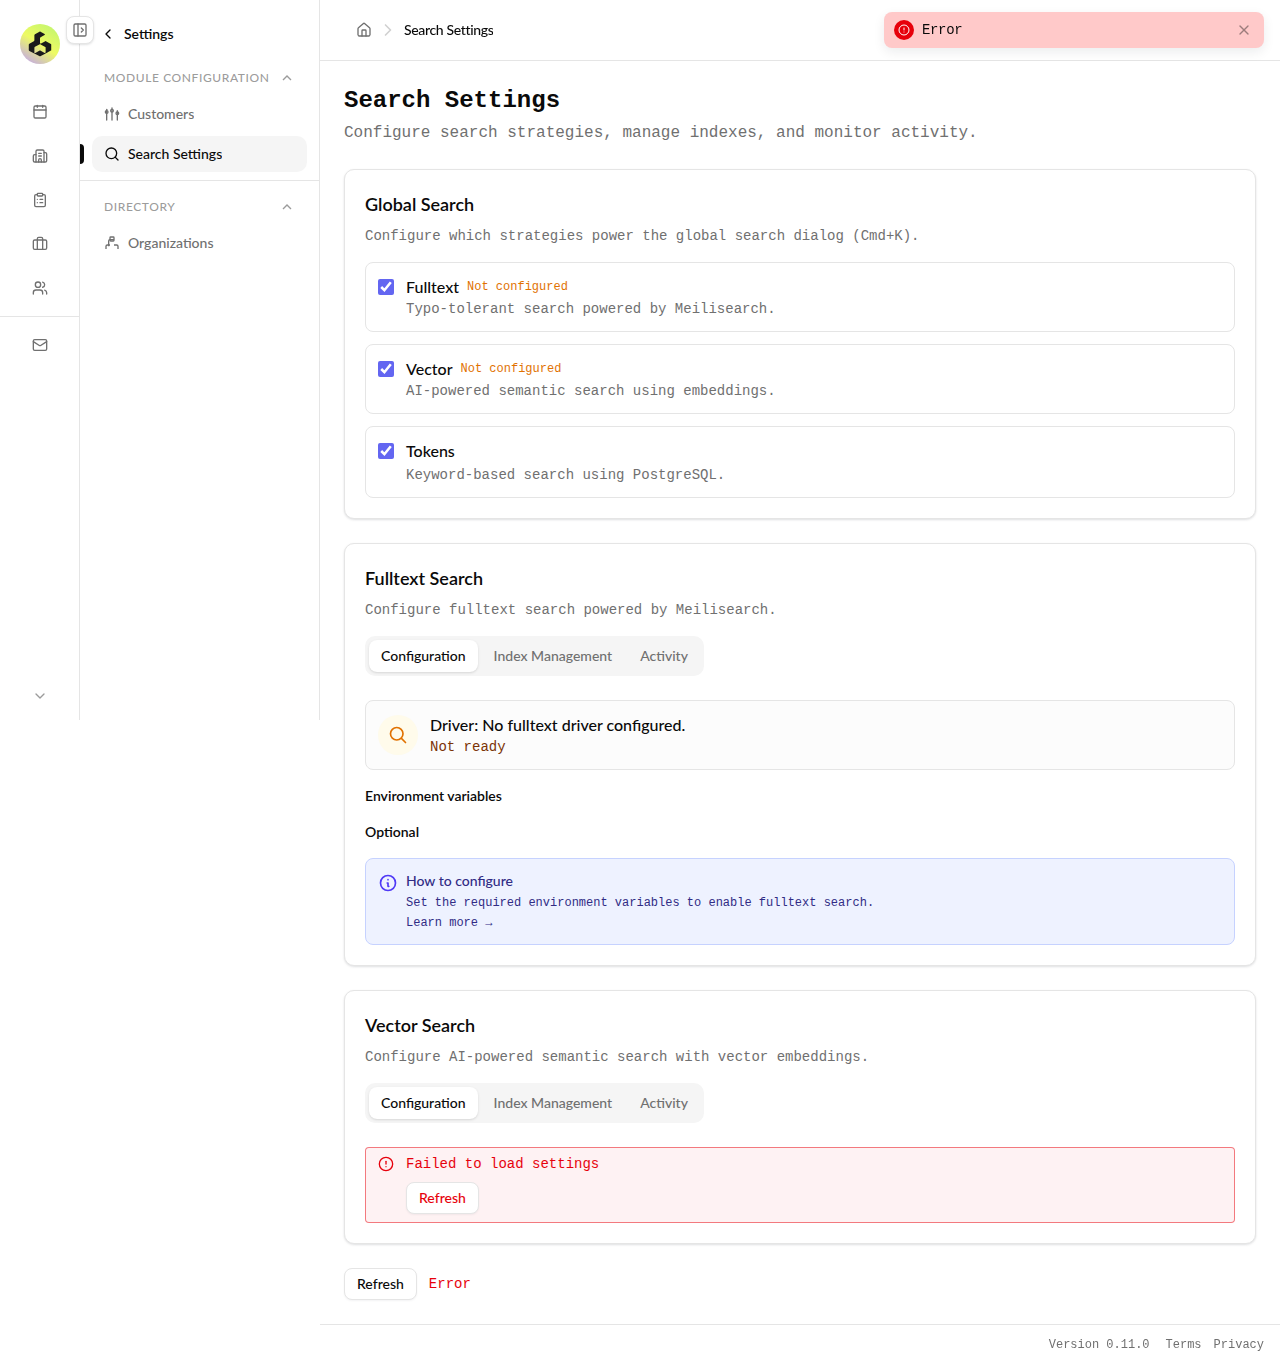 Settings
MODULE CONFIGURATION
Customers
Search Settings
DIRECTORY
Organizations
Search Settings
Error
Search Settings
Configure search strategies, manage indexes, and monitor activity.
Global Search
Configure which strategies power the global search dialog (Cmd+K).
Fulltext Not configured
Typo-tolerant search powered by Meilisearch.
Vector Not configured
AI-powered semantic search using embeddings.
Tokens
Keyword-based search using PostgreSQL.
Fulltext Search
Configure fulltext search powered by Meilisearch.
Configuration Index Management Activity
Driver: No fulltext driver configured.
Not ready
Environment variables
Optional
How to configure
Set the required environment variables to enable fulltext search.
Learn more →
Vector Search
Configure AI-powered semantic search with vector embeddings.
Configuration Index Management Activity
Failed to load settings
Refresh
Refresh Error
Version 0.11.0 Terms Privacy